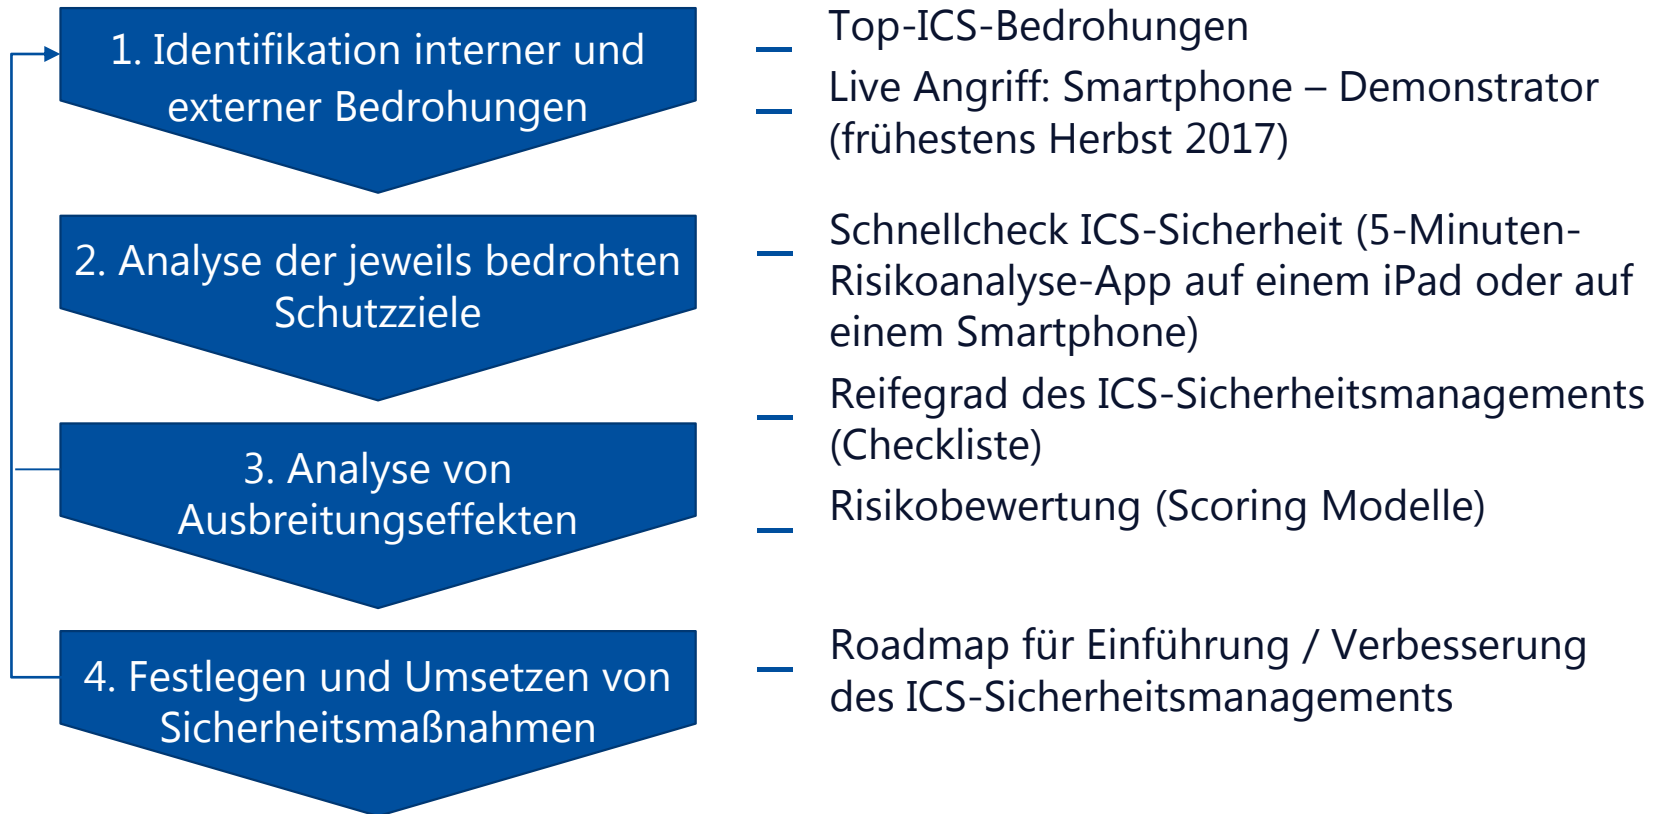 1. Identifikation interner und
externer Bedrohungen
Top-ICS-Bedrohungen
Live Angriff: Smartphone – Demonstrator
(frühestens Herbst 2017)
2. Analyse der jeweils bedrohten
Schutzziele
Schnellcheck ICS-Sicherheit (5-Minuten-
Risikoanalyse-App auf einem iPad oder auf
einem Smartphone)
3. Analyse von
Ausbreitungseffekten
Reifegrad des ICS-Sicherheitsmanagements
(Checkliste)
Risikobewertung (Scoring Modelle)
4. Festlegen und Umsetzen von
Sicherheitsmaßnahmen
Roadmap für Einführung / Verbesserung
des ICS-Sicherheitsmanagements